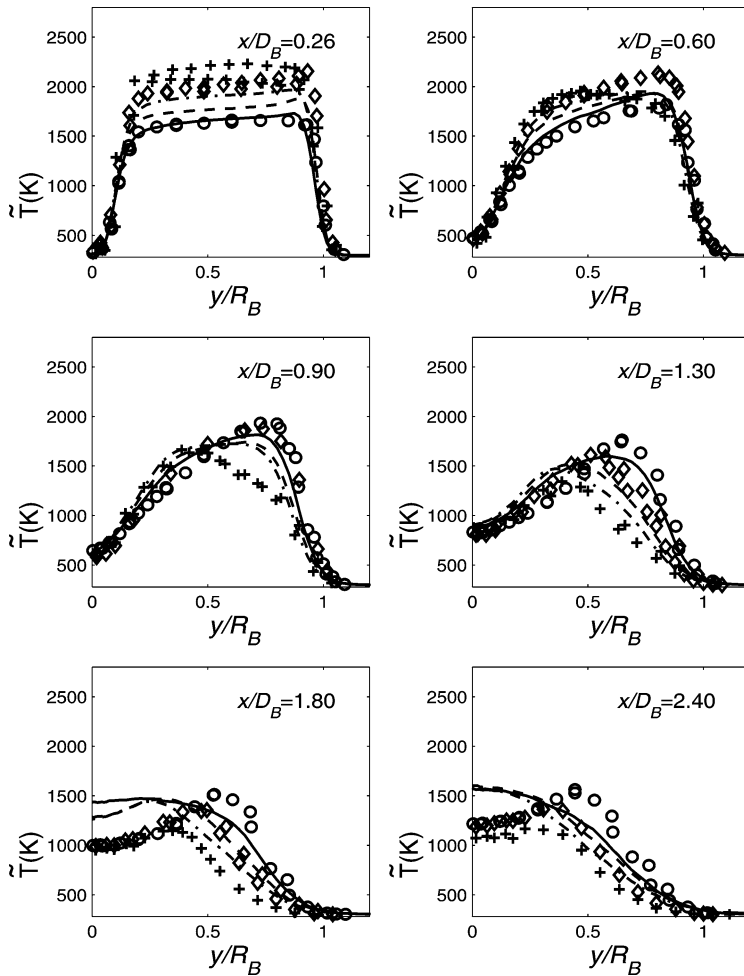 x/D_B=0.26
2500
2000
1500
1000
500
T̃(K)
0 0.5 1
y/R_B
x/D_B=0.60
2500
2000
1500
1000
500
T̃(K)
0 0.5 1
y/R_B
x/D_B=0.90
2500
2000
1500
1000
500
T̃(K)
0 0.5 1
y/R_B
x/D_B=1.30
2500
2000
1500
1000
500
T̃(K)
0 0.5 1
y/R_B
x/D_B=1.80
2500
2000
1500
1000
500
T̃(K)
0 0.5 1
y/R_B
x/D_B=2.40
2500
2000
1500
1000
500
T̃(K)
0 0.5 1
y/R_B